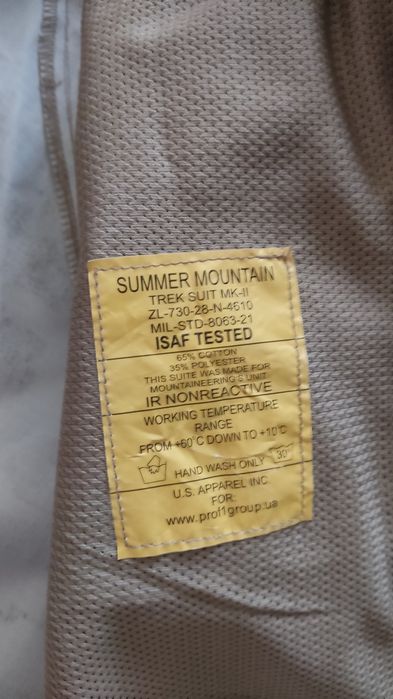 SUMMER MOUNTAIN
TREK SUIT MK-II
ZL-730-28-N-4610
MIL-STD-8063-21
ISAF TESTED
65% COTTON
35% POLYESTER
THIS SUITE WAS MADE FOR
MOUNTAINEERING'S UNIT
IR NONREACTIVE
WORKING TEMPERATURE
RANGE
FROM +60°C DOWN TO +10°C
HAND WASH ONLY 30°
U.S. APPAREL INC
FOR:
www.prof1group.ua